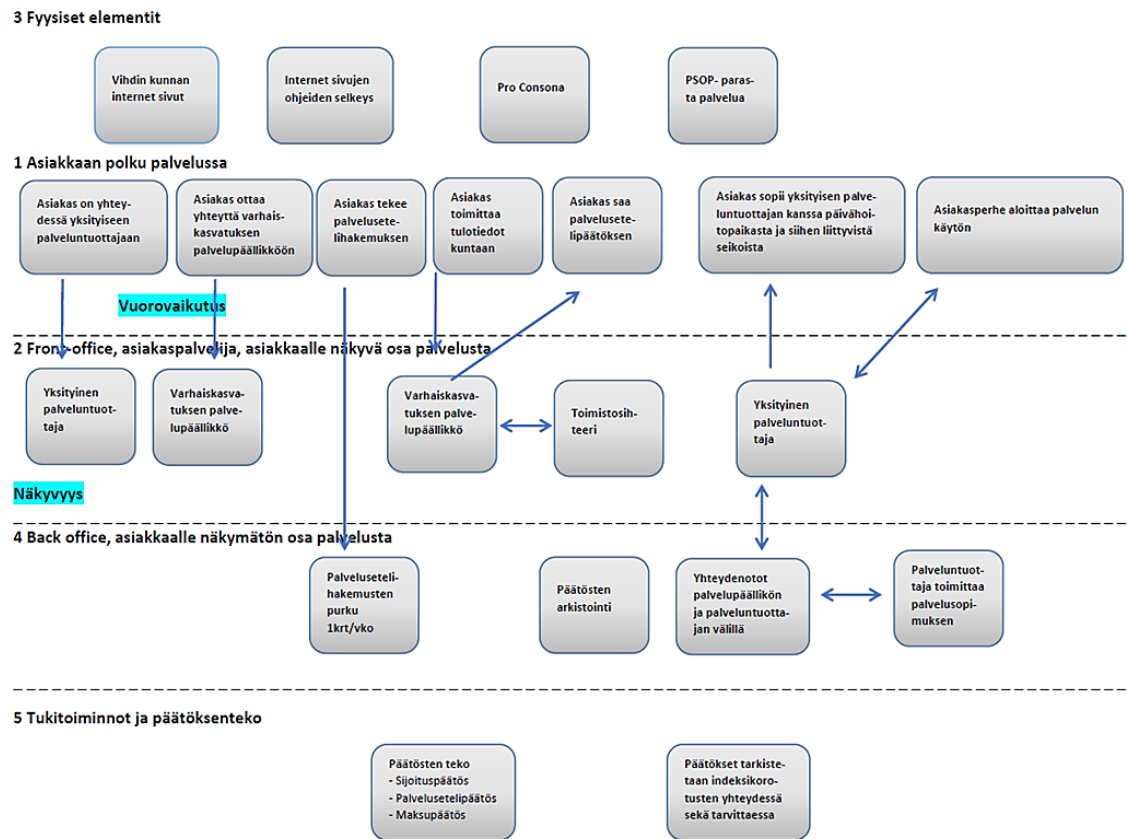 3 Fyysiset elementit
Vihdin kunnan
internet sivut
Internet sivujen
ohjeiden selkeys
Pro Consona
PSOP- paras-
ta palvelua
1 Asiakkaan polku palvelussa
Asiakas on yhtey-
dessä yksityiseen
palveluntuottajaan
Asiakas ottaa
yhteyttä varhais-
kasvatuksen
palvelupäällikköön
Asiakas tekee
palvelusete-
lihakemuksen
Asiakas
toimittaa
tulotiedot
kuntaan
Asiakas saa
palvelusete-
lipäätöksen
Asiakas sopii yksityisen palve-
luntuottajan kanssa päivähoi-
topaikasta ja siihen liittyvistä
seikoista
Asiakasperhe aloittaa palvelun
käytön
Vuorovaikutus
2 Front-office, asiakaspalvelija, asiakkaalle näkyvä osa palvelusta
Yksityinen
palveluntuot-
taja
Varhaiskasva-
tuksen palve-
lupäällikkö
Varhaiskasva-
tuksen palve-
lupäällikkö
Toimistosih-
teeri
Yksityinen
palveluntuot-
taja
Näkyvyys
4 Back office, asiakkaalle näkymätön osa palvelusta
Palveluseteli-
hakemusten
purku
1krt/vko
Päätösten
arkistointi
Yhteydenotot
palvelupäällikön
ja palveluntuotta-
jan välillä
Palveluntuot-
taja toimittaa
palvelusopi-
muksen
5 Tukitoiminnot ja päätöksenteko
Päätösten teko
- Sijoituspäätös
- Palvelusetelipäätös
- Maksupäätös
Päätökset tarkiste-
taan indeksikoro-
tusten yhteydessä
sekä tarvittaessa